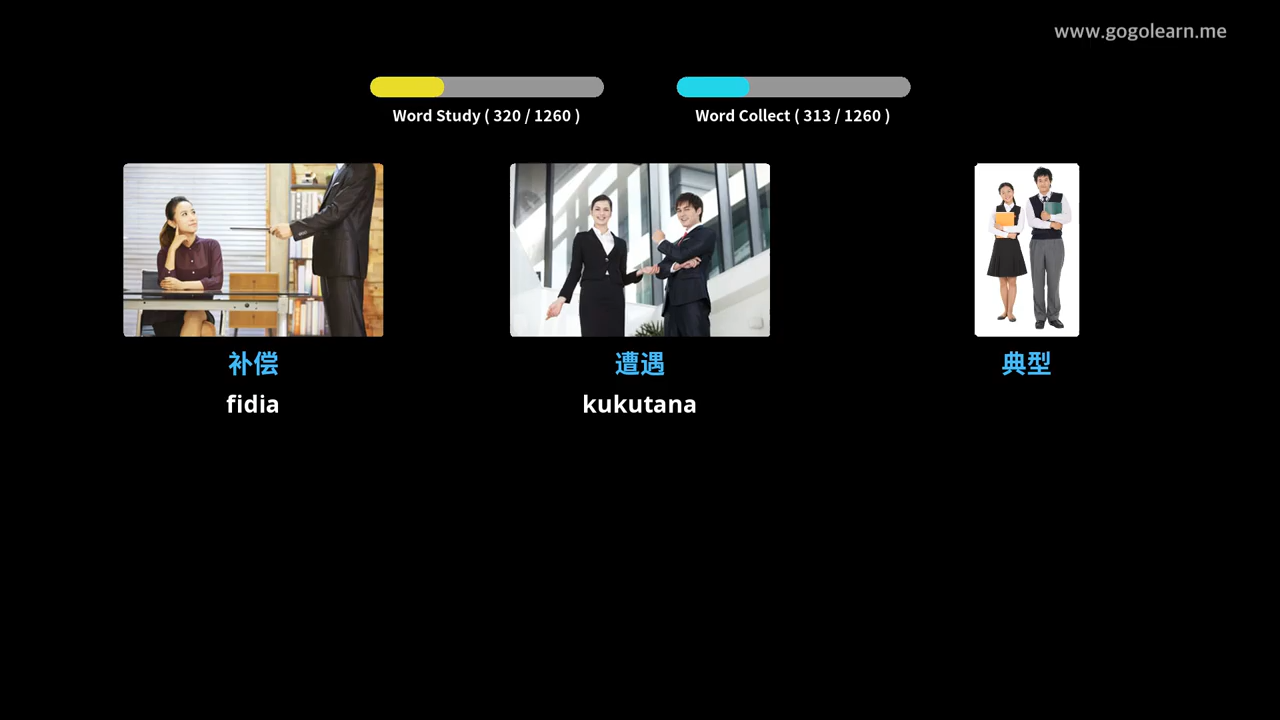 www.gogolearn.me
Word Study ( 320 / 1260 )
Word Collect ( 313 / 1260 )
补偿
遭遇
典型
fidia
kukutana